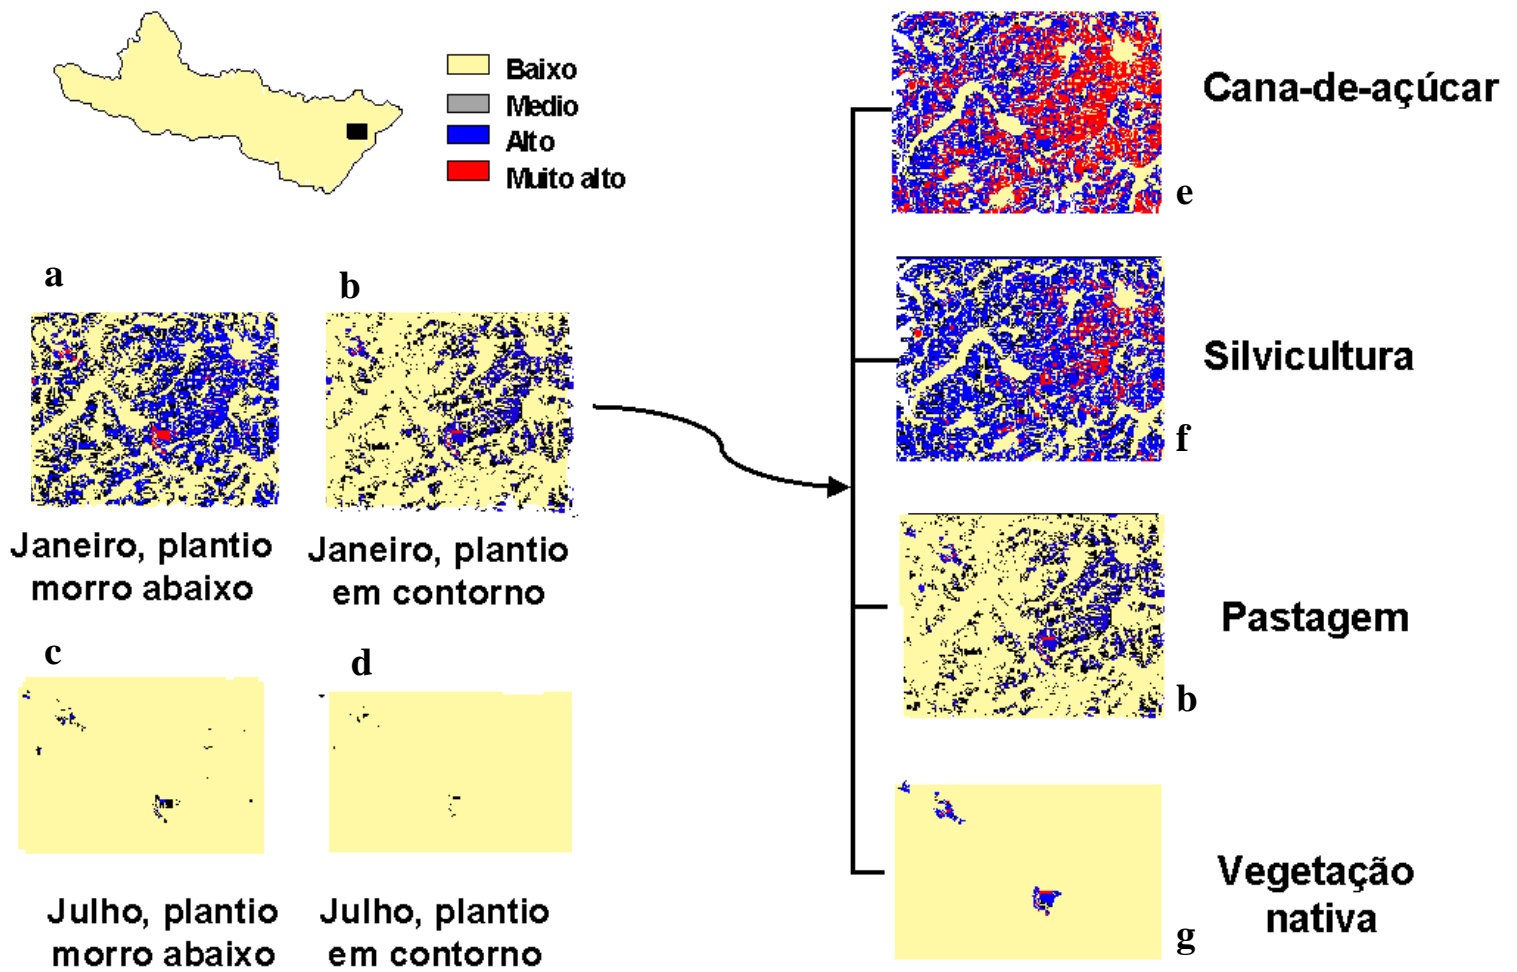 Baixo
Medio
Alto
Muito alto
a
b
Janeiro, plantio
morro abaixo
Janeiro, plantio
em contorno
c
d
Julho, plantio
morro abaixo
Julho, plantio
em contorno
Cana-de-açúcar
e
Silvicultura
f
Pastagem
b
Vegetação
nativa
g